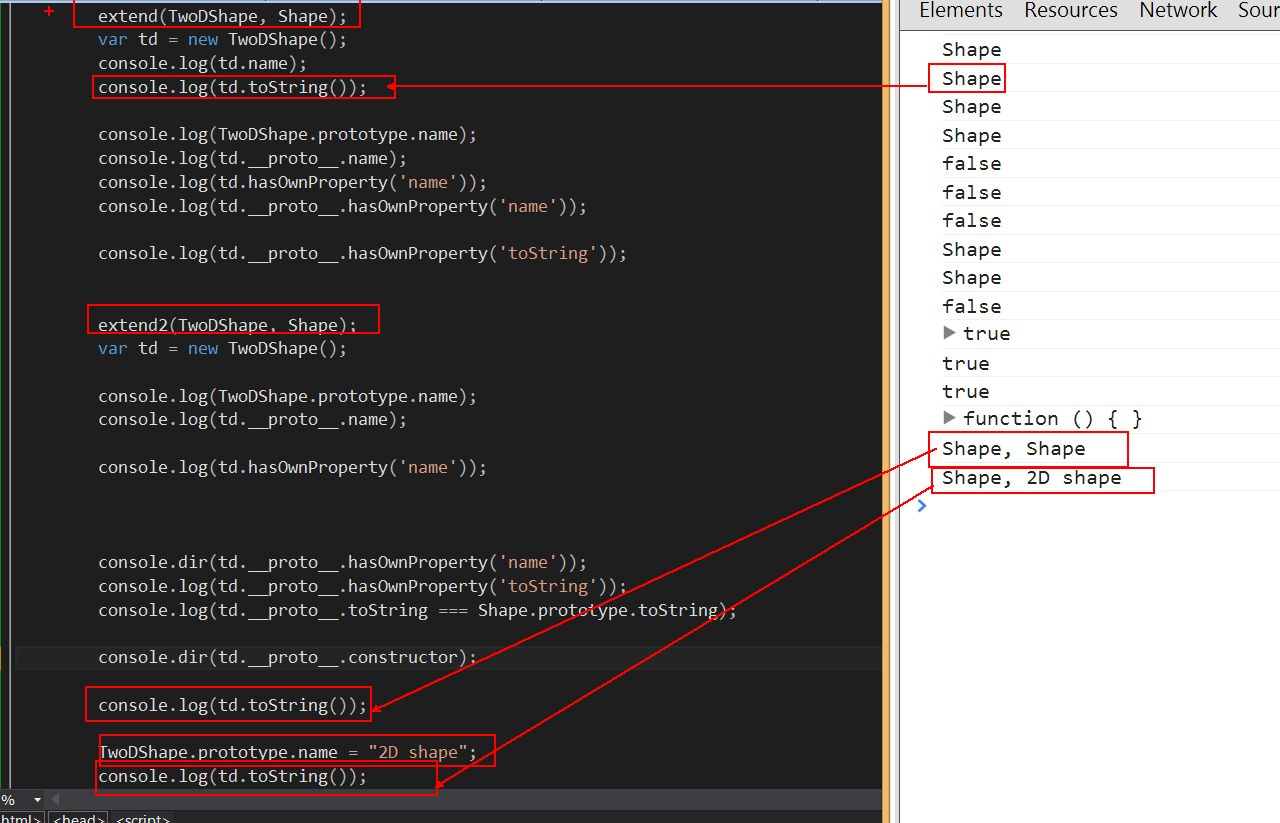 extend(TwoDShape, Shape);
var td = new TwoDShape();
console.log(td.name);
console.log(td.toString());
console.log(TwoDShape.prototype.name);
console.log(td.__proto__.name);
console.log(td.hasOwnProperty('name'));
console.log(td.__proto__.hasOwnProperty('name'));
console.log(td.__proto__.hasOwnProperty('toString'));
extend2(TwoDShape, Shape);
var td = new TwoDShape();
console.log(TwoDShape.prototype.name);
console.log(td.__proto__.name);
console.log(td.hasOwnProperty('name'));
console.dir(td.__proto__.hasOwnProperty('name'));
console.log(td.__proto__.hasOwnProperty('toString'));
console.log(td.__proto__.toString === Shape.prototype.toString);
console.dir(td.__proto__.constructor);
console.log(td.toString());
TwoDShape.prototype.name = "2D shape";
console.log(td.toString());
%
html> <head> <script>
Elements Resources Network Sour
Shape
Shape
Shape
Shape
false
false
false
Shape
Shape
false
true
true
true
function () { }
Shape, Shape
Shape, 2D shape